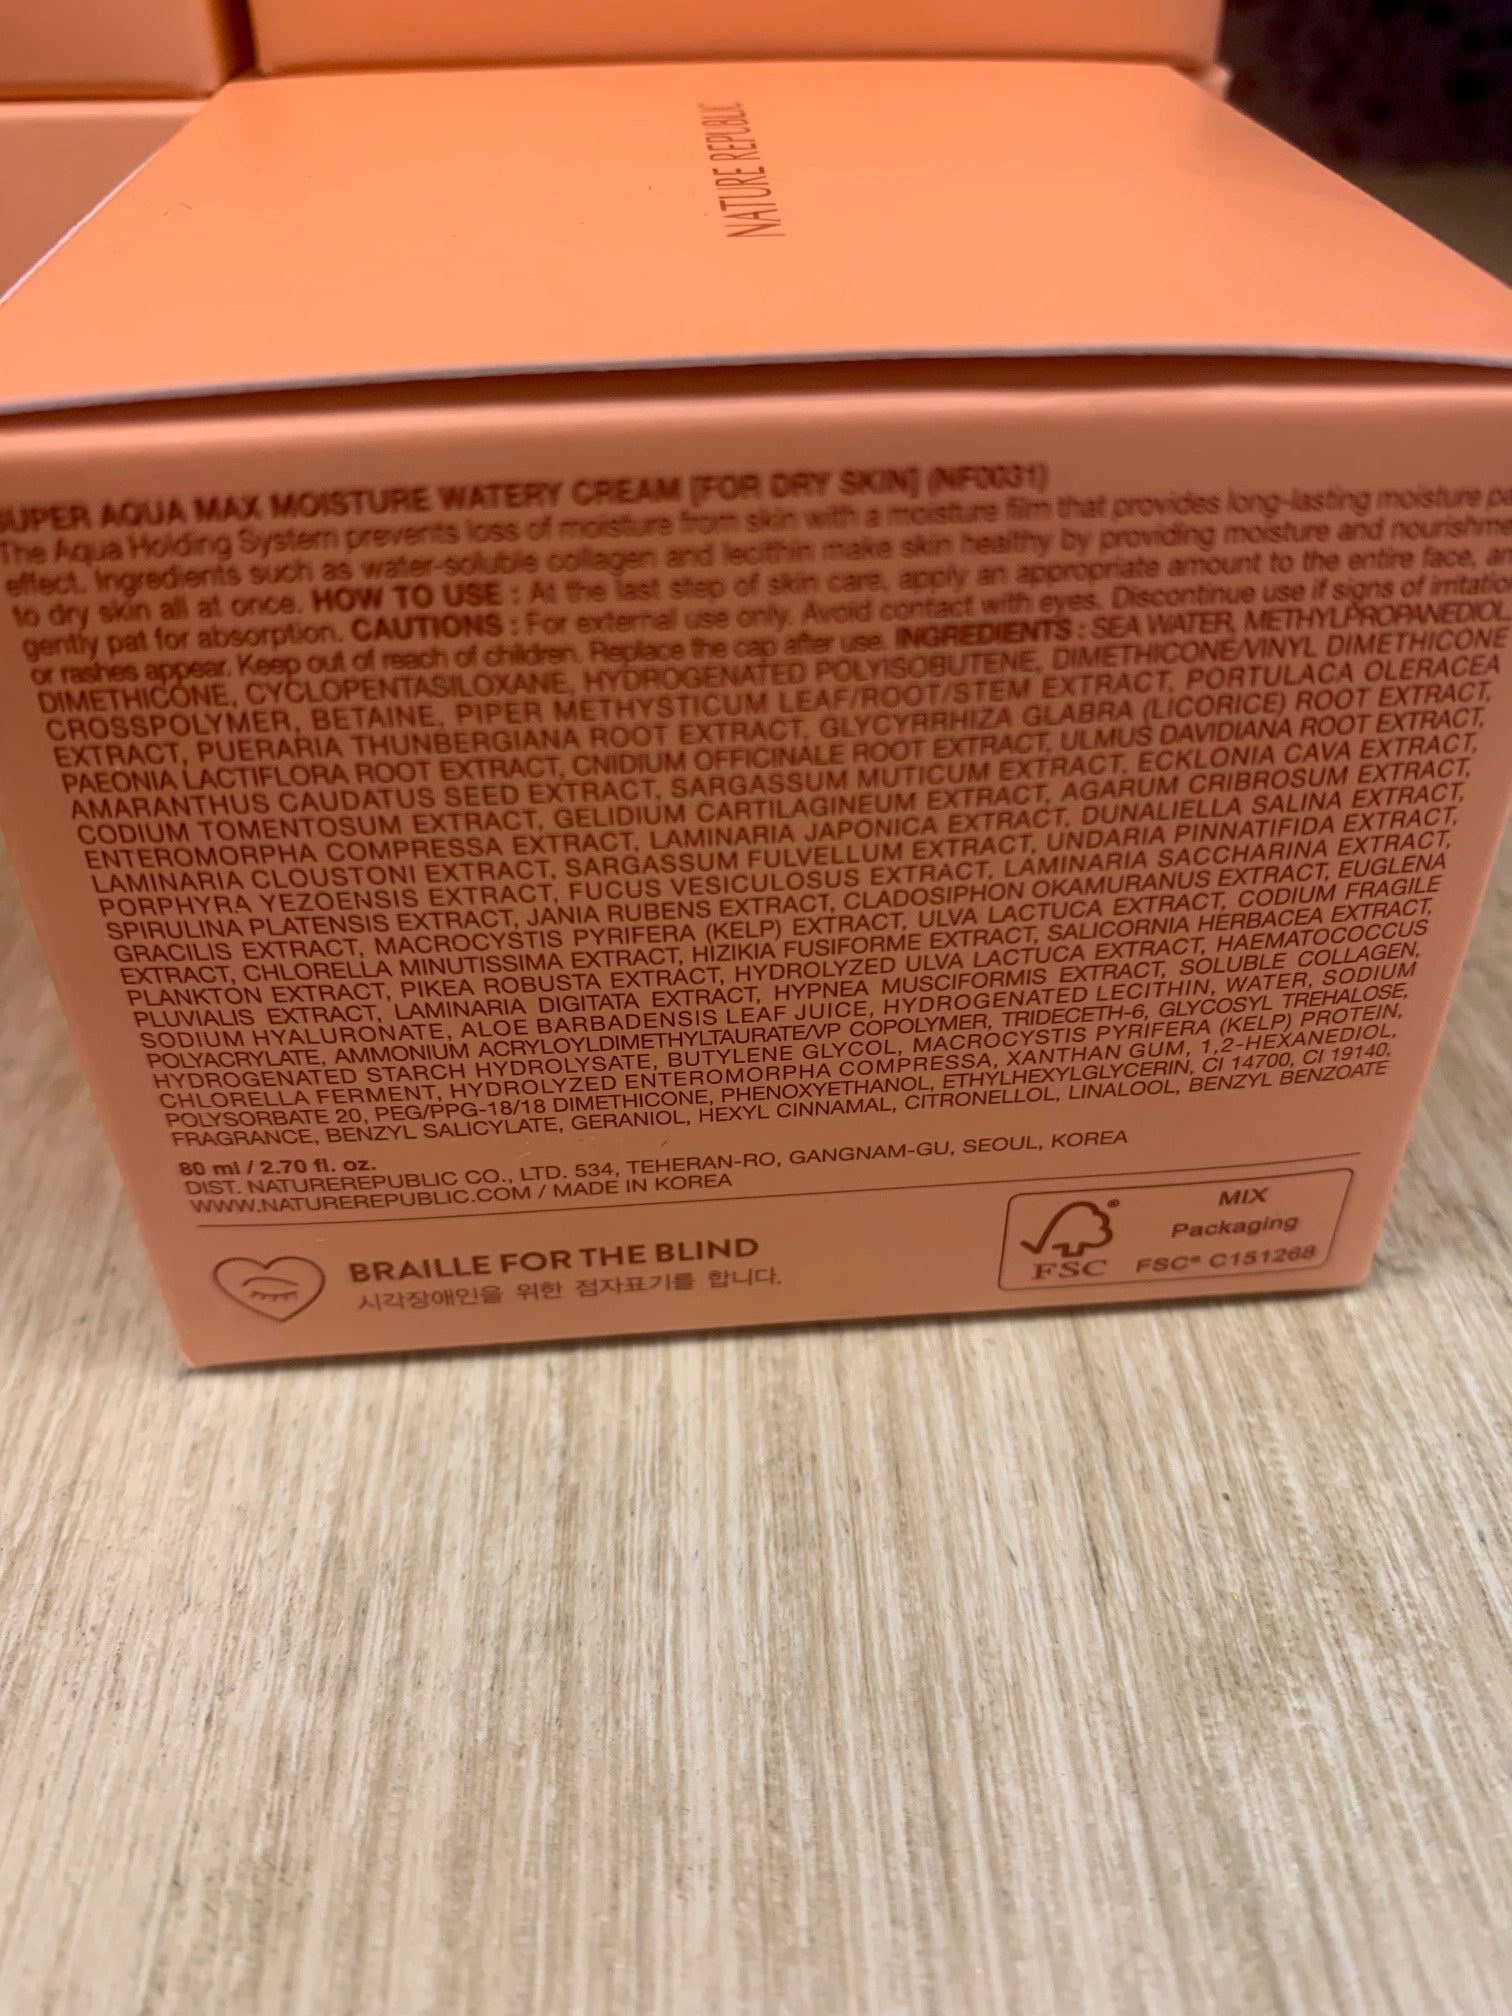 NATURE REPUBLIC
SUPER AQUA MAX MOISTURE WATERY CREAM [FOR DRY SKIN] (NF0031)
The Aqua Holding System prevents loss of moisture from skin with a moisture film that provides long-lasting moisture
effect. Ingredients such as water-soluble collagen and lecithin make skin healthy by providing moisture and
to dry skin all at once. HOW TO USE : At the last step of skin care, apply an appropriate amount to the entire face,
gently pat for absorption. CAUTIONS : For external use only. Avoid contact with eyes. Discontinue use if signs of
or rashes appear. Keep out of reach of children. Replace the cap after use. INGREDIENTS : SEA WATER, METHYLPROPANEDIOL,
DIMETHICONE, CYCLOPENTASILOXANE, HYDROGENATED POLYISOBUTENE, DIMETHICONE/VINYL DIMETHICONE
CROSSPOLYMER, BETAINE, PIPER METHYSTICUM LEAF/ROOT/STEM EXTRACT, PORTULACA OLERACEA
EXTRACT, PUERARIA THUNBERGIANA ROOT EXTRACT, GLYCYRRHIZA GLABRA (LICORICE) ROOT EXTRACT,
PAEONIA LACTIFLORA ROOT EXTRACT, CNIDIUM OFFICINALE ROOT EXTRACT, ULMUS DAVIDIANA ROOT EXTRACT,
AMARANTHUS CAUDATUS SEED EXTRACT, SARGASSUM MUTICUM EXTRACT, ECKLONIA CAVA EXTRACT,
CODIUM TOMENTOSUM EXTRACT, GELIDIUM CARTILAGINEUM EXTRACT, AGARUM CRIBROSUM EXTRACT,
ENTEROMORPHA COMPRESSA EXTRACT, LAMINARIA JAPONICA EXTRACT, DUNALIELLA SALINA EXTRACT,
LAMINARIA CLOUSTONI EXTRACT, SARGASSUM FULVELLUM EXTRACT, UNDARIA PINNATIFIDA EXTRACT,
PORPHYRA YEZOENSIS EXTRACT, FUCUS VESICULOSUS EXTRACT, LAMINARIA SACCHARINA EXTRACT,
SPIRULINA PLATENSIS EXTRACT, JANIA RUBENS EXTRACT, CLADOSIPHON OKAMURANUS EXTRACT, EUGLENA
GRACILIS EXTRACT, MACROCYSTIS PYRIFERA (KELP) EXTRACT, ULVA LACTUCA EXTRACT, CODIUM FRAGILE
EXTRACT, CHLORELLA MINUTISSIMA EXTRACT, HIZIKIA FUSIFORME EXTRACT, SALICORNIA HERBACEA EXTRACT,
PLANKTON EXTRACT, PIKEA ROBUSTA EXTRACT, HYDROLYZED ULVA LACTUCA EXTRACT, HAEMATOCOCCUS
PLUVIALIS EXTRACT, LAMINARIA DIGITATA EXTRACT, HYPNEA MUSCIFORMIS EXTRACT, SOLUBLE COLLAGEN,
SODIUM HYALURONATE, ALOE BARBADENSIS LEAF JUICE, HYDROGENATED LECITHIN, WATER, SODIUM
POLYACRYLATE, AMMONIUM ACRYLOYLDIMETHYLTAURATE/VP COPOLYMER, TRIDECETH-6, GLYCOSYL TREHALOSE,
HYDROGENATED STARCH HYDROLYSATE, BUTYLENE GLYCOL, MACROCYSTIS PYRIFERA (KELP) PROTEIN,
CHLORELLA FERMENT, HYDROLYZED ENTEROMORPHA COMPRESSA, XANTHAN GUM, 1,2-HEXANEDIOL,
POLYSORBATE 20, PEG/PPG-18/18 DIMETHICONE, PHENOXYETHANOL, ETHYLHEXYLGLYCERIN, CI 14700, CI 19140,
FRAGRANCE, BENZYL SALICYLATE, GERANIOL, HEXYL CINNAMAL, CITRONELLOL, LINALOOL, BENZYL BENZOATE
80 ml / 2.70 fl. oz.
DIST. NATUREREPUBLIC CO., LTD. 534, TEHERAN-RO, GANGNAM-GU, SEOUL, KOREA
WWW.NATUREREPUBLIC.COM / MADE IN KOREA
BRAILLE FOR THE BLIND
시각장애인을 위한 점자표기를 합니다.
FSC®
MIX
Packaging
FSC® C151268